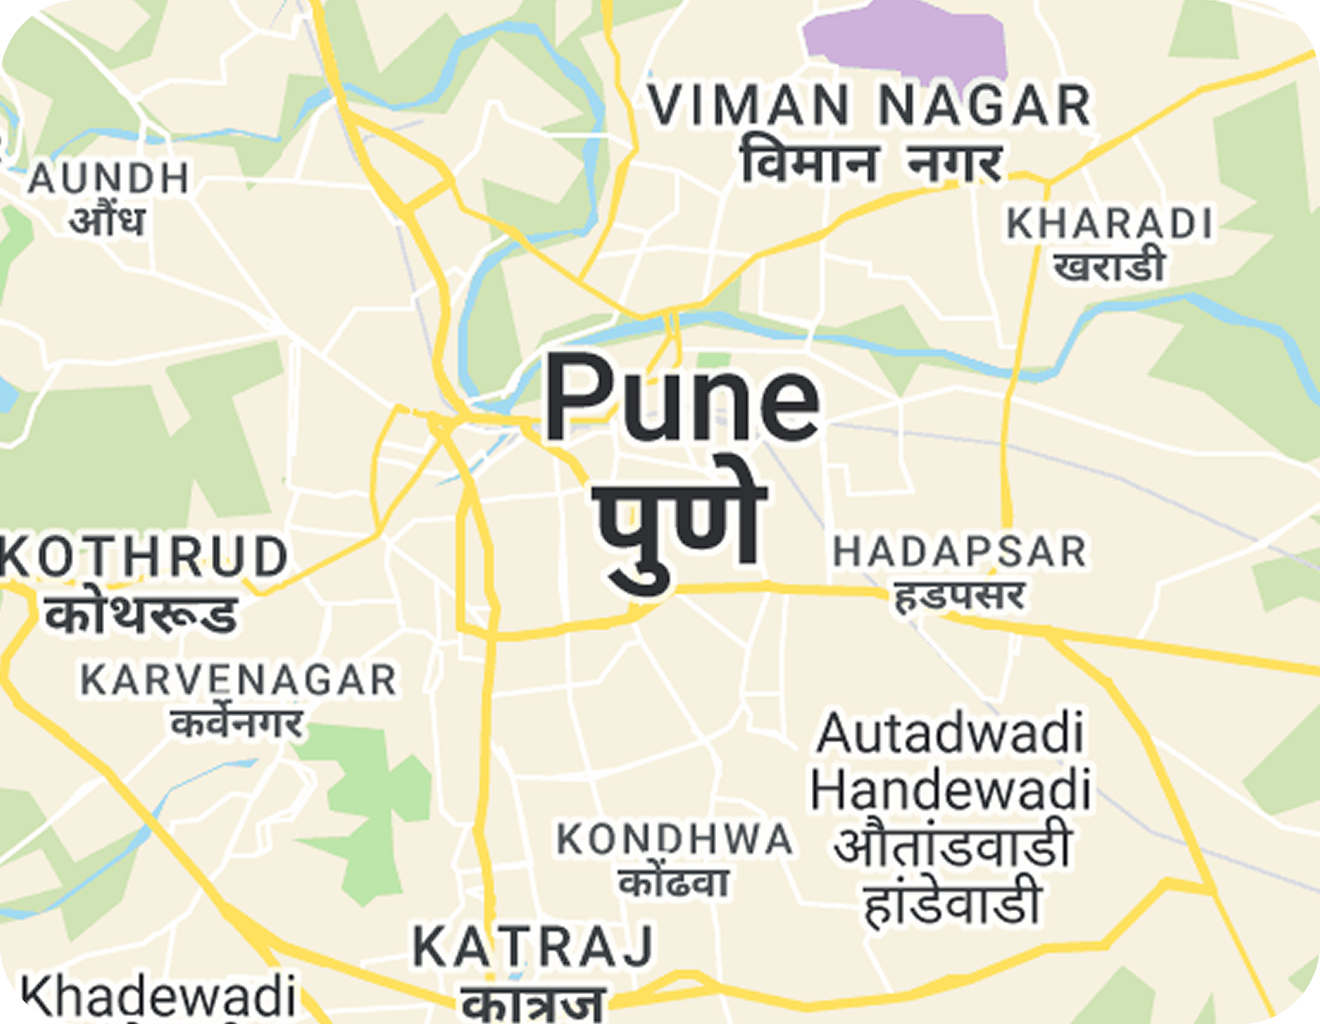 VIMAN NAGAR
विमान नगर
AUNDH
औंध
KHARADI
खराडी
Pune
पुणे
KOTHRUD
कोथरूड
HADAPSAR
हडपसर
KARVENAGAR
कर्वेनगर
Autadwadi
Handewadi
औतांडवाडी
हांडेवाडी
KONDHWA
कोंढवा
KATRAJ
कात्रज
Khadewadi